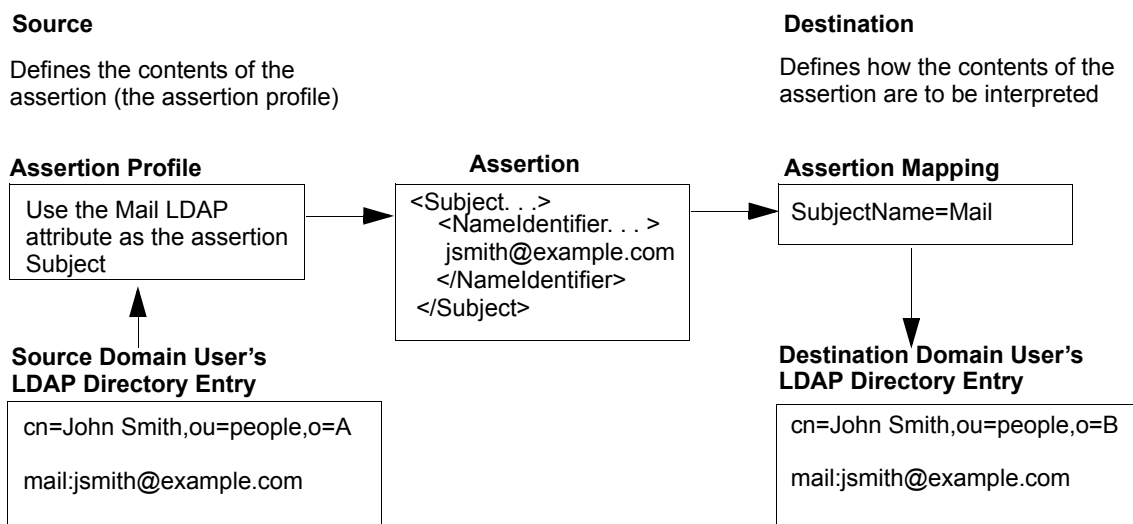 Source
Defines the contents of the
assertion (the assertion profile)
Destination
Defines how the contents of the
assertion are to be interpreted
Assertion Profile
Use the Mail LDAP
attribute as the assertion
Subject
Assertion
<Subject. . .>
<NameIdentifier. . . >
jsmith@example.com
</NameIdentifier>
</Subject>
Assertion Mapping
SubjectName=Mail
Source Domain User’s
LDAP Directory Entry
cn=John Smith,ou=people,o=A
mail:jsmith@example.com
Destination Domain User’s
LDAP Directory Entry
cn=John Smith,ou=people,o=B
mail:jsmith@example.com